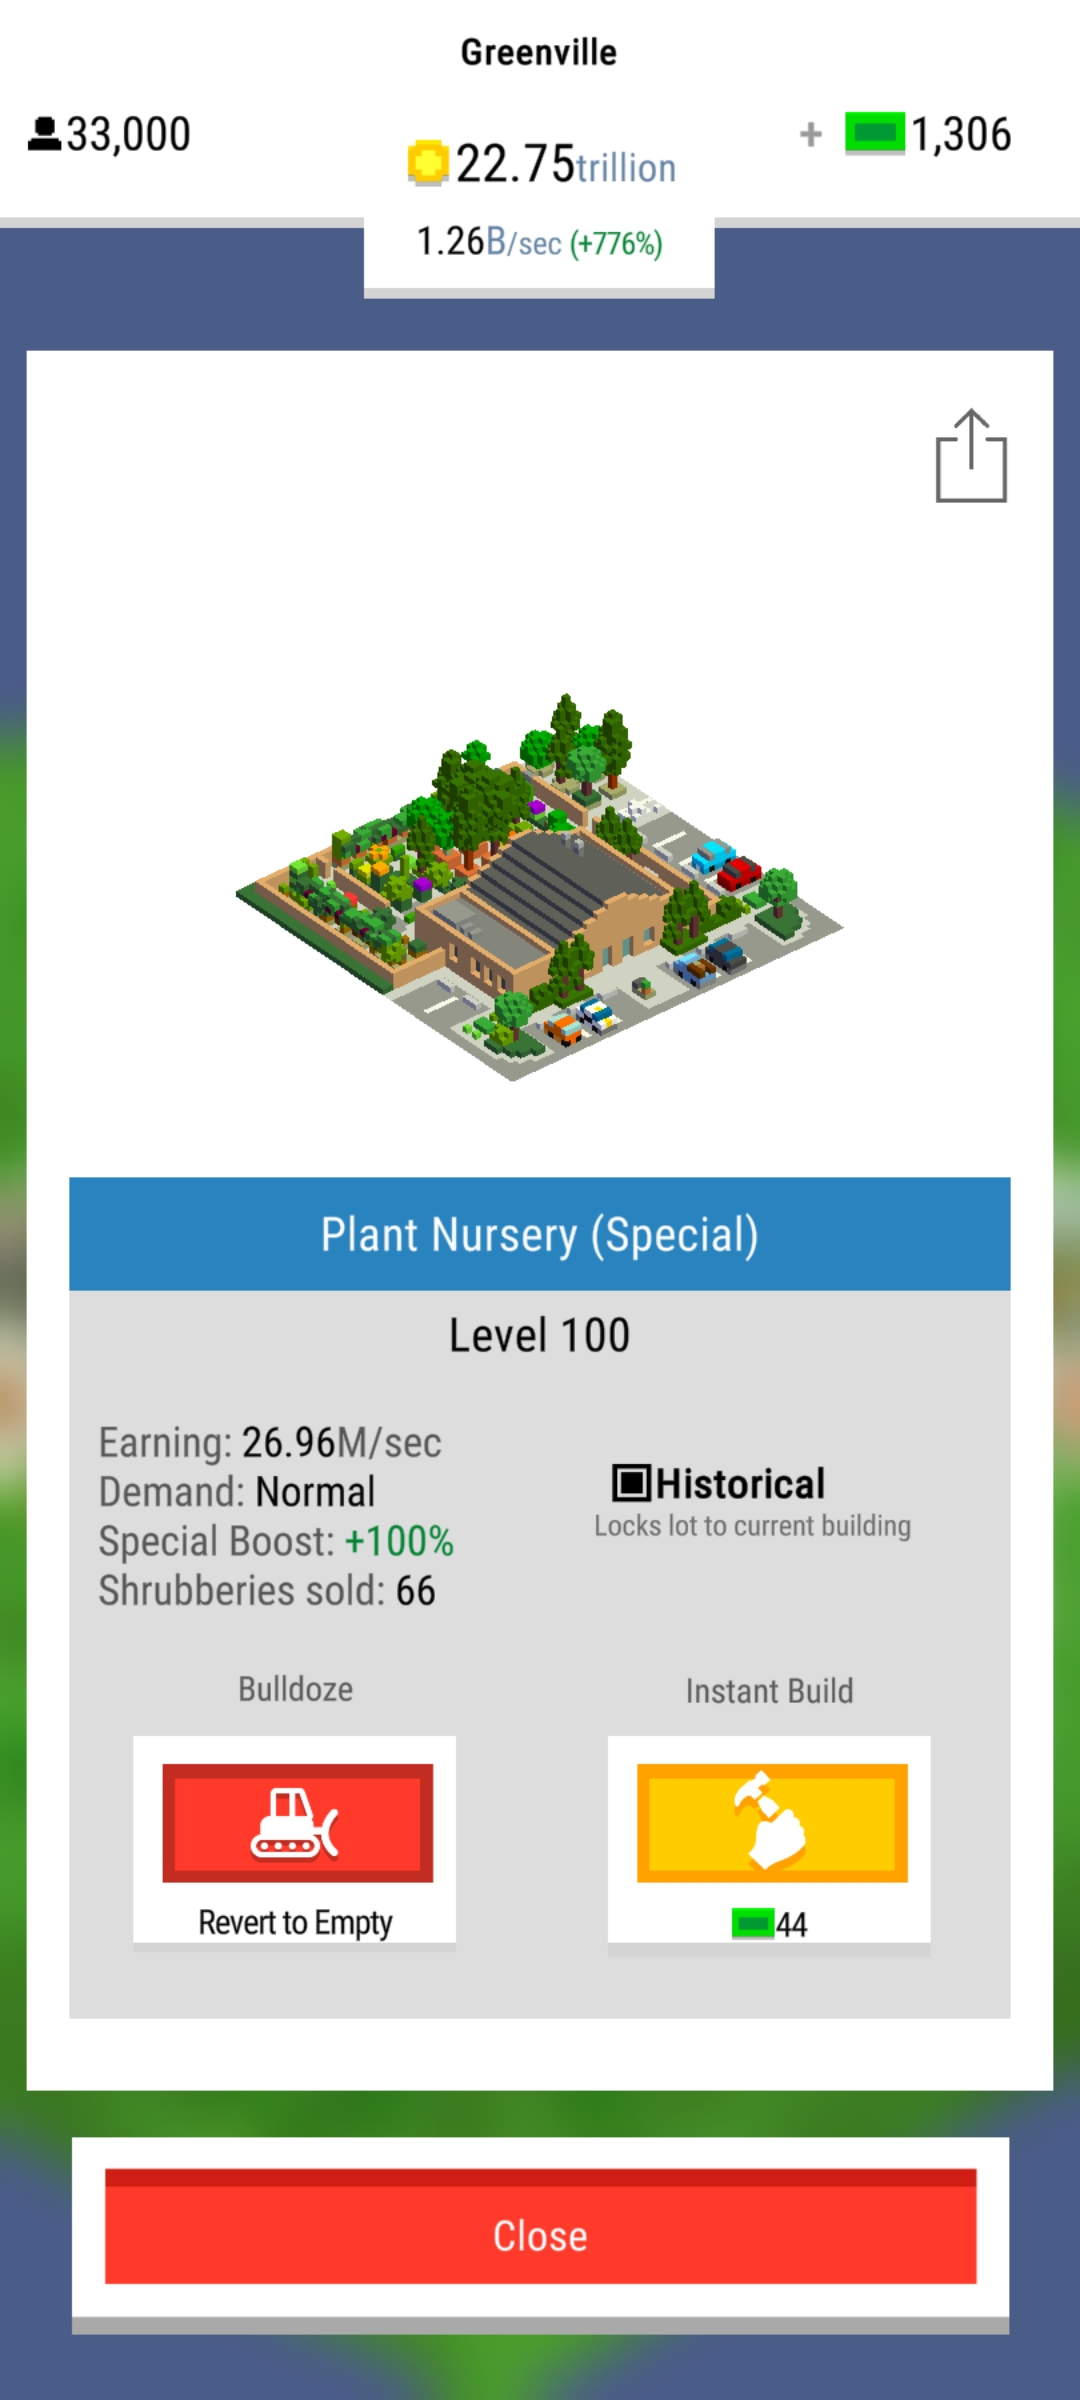 Greenville
33,000
22.75trillion
+ 1,306
1.26B/sec (+776%)
Plant Nursery (Special)
Level 100
Earning: 26.96M/sec
Demand: Normal
Special Boost: +100%
Shrubberies sold: 66
Historical
Locks lot to current building
Bulldoze
Instant Build
Revert to Empty
44
Close